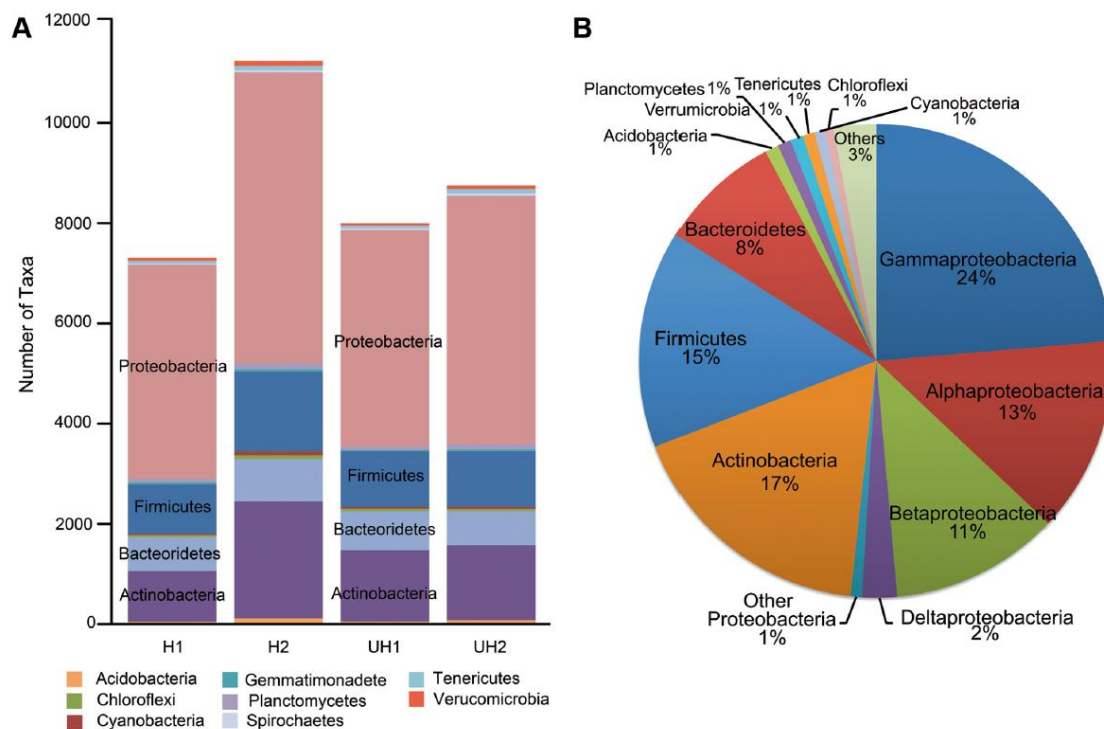 A
12000
10000
8000
6000
4000
2000
0
Number of Taxa
Proteobacteria
Firmicutes
Bacteoridetes
Actinobacteria
Proteobacteria
Firmicutes
Bacteoridetes
Actinobacteria
H1 H2 UH1 UH2
Acidobacteria
Chloroflexi
Cyanobacteria
Gemmatimonadete
Planctomycetes
Spirochaetes
Tenericutes
Verucomicrobia
B
Planctomycetes 1%
Verrumicrobia 1%
Tenericutes
1%
Chloroflexi
1%
Cyanobacteria
1%
Acidobacteria
1%
Others
3%
Bacteroidetes
8%
Gammaproteobacteria
24%
Firmicutes
15%
Alphaproteobacteria
13%
Actinobacteria
17%
Betaproteobacteria
11%
Other
Proteobacteria
1%
Deltaproteobacteria
2%